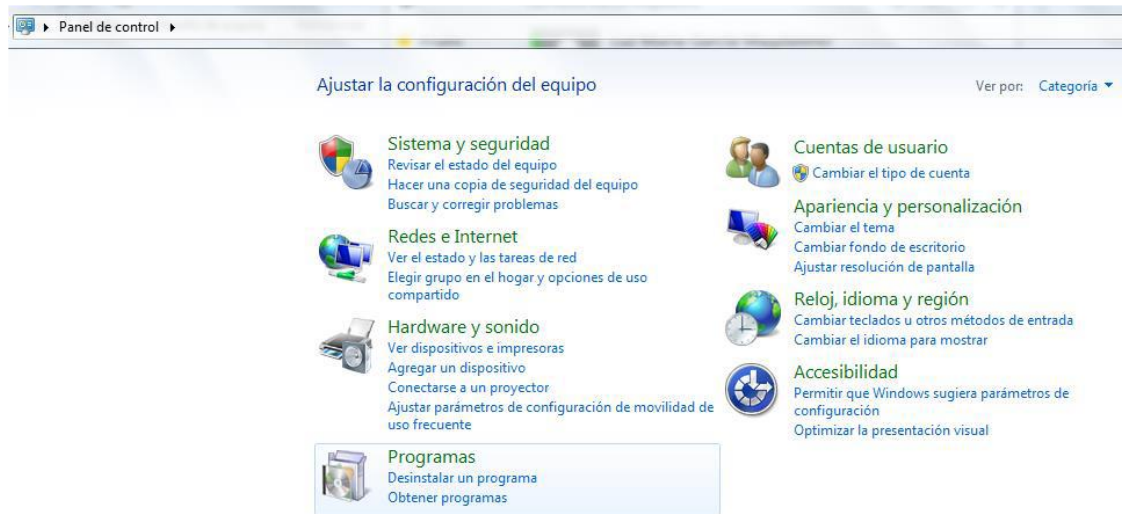 Panel de control
Ajustar la configuración del equipo
Ver por: Categoría
Sistema y seguridad
Revisar el estado del equipo
Hacer una copia de seguridad del equipo
Buscar y corregir problemas
Redes e Internet
Ver el estado y las tareas de red
Elegir grupo en el hogar y opciones de uso
compartido
Hardware y sonido
Ver dispositivos e impresoras
Agregar un dispositivo
Conectarse a un proyector
Ajustar parámetros de configuración de movilidad de
uso frecuente
Programas
Desinstalar un programa
Obtener programas
Cuentas de usuario
Cambiar el tipo de cuenta
Apariencia y personalización
Cambiar el tema
Cambiar fondo de escritorio
Ajustar resolución de pantalla
Reloj, idioma y región
Cambiar teclados u otros métodos de entrada
Cambiar el idioma para mostrar
Accesibilidad
Permitir que Windows sugiera parámetros de
configuración
Optimizar la presentación visual